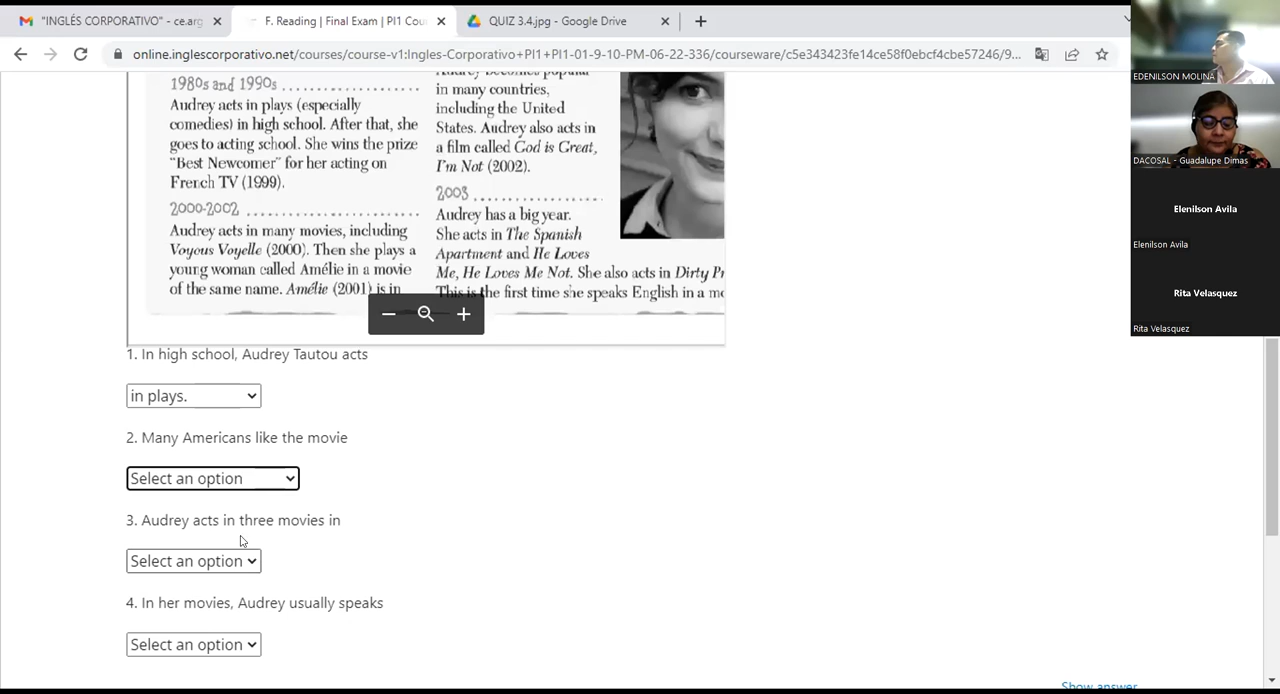 "INGLÉS CORPORATIVO" - ce.arg
F. Reading | Final Exam | PI1 Cou
QUIZ 3.4.jpg - Google Drive
online.inglescorporativo.net/courses/course-v1:Ingles-Corporativo+PI1+PI1-01-9-10-PM-06-22-336/courseware/c5e343423fe14ce58f0ebcf4cbe57246/9...
EDENILSON MOLINA
DACOSAL - Guadalupe Dimas
Elenilson Avila
Elenilson Avila
Rita Velasquez
Rita Velasquez
1980s and 1990s
Audrey acts in plays (especially
comedies) in high school. After that, she
goes to acting school. She wins the prize
"Best Newcomer" for her acting on
French TV (1999).
2000-2002
Audrey acts in many movies, including
Voyous Voyelle (2000). Then she plays a
young woman called Amélie in a movie
of the same name. Amélie (2001) is in
Audrey becomes popular
in many countries,
including the United
States. Audrey also acts in
a film called God is Great,
I'm Not (2002).
2003
Audrey has a big year.
She acts in The Spanish
Apartment and He Loves
Me, He Loves Me Not. She also acts in Dirty Pr
This is the first time she speaks English in a mo
1. In high school, Audrey Tautou acts
in plays.
2. Many Americans like the movie
Select an option
3. Audrey acts in three movies in
Select an option
4. In her movies, Audrey usually speaks
Select an option
Show answer